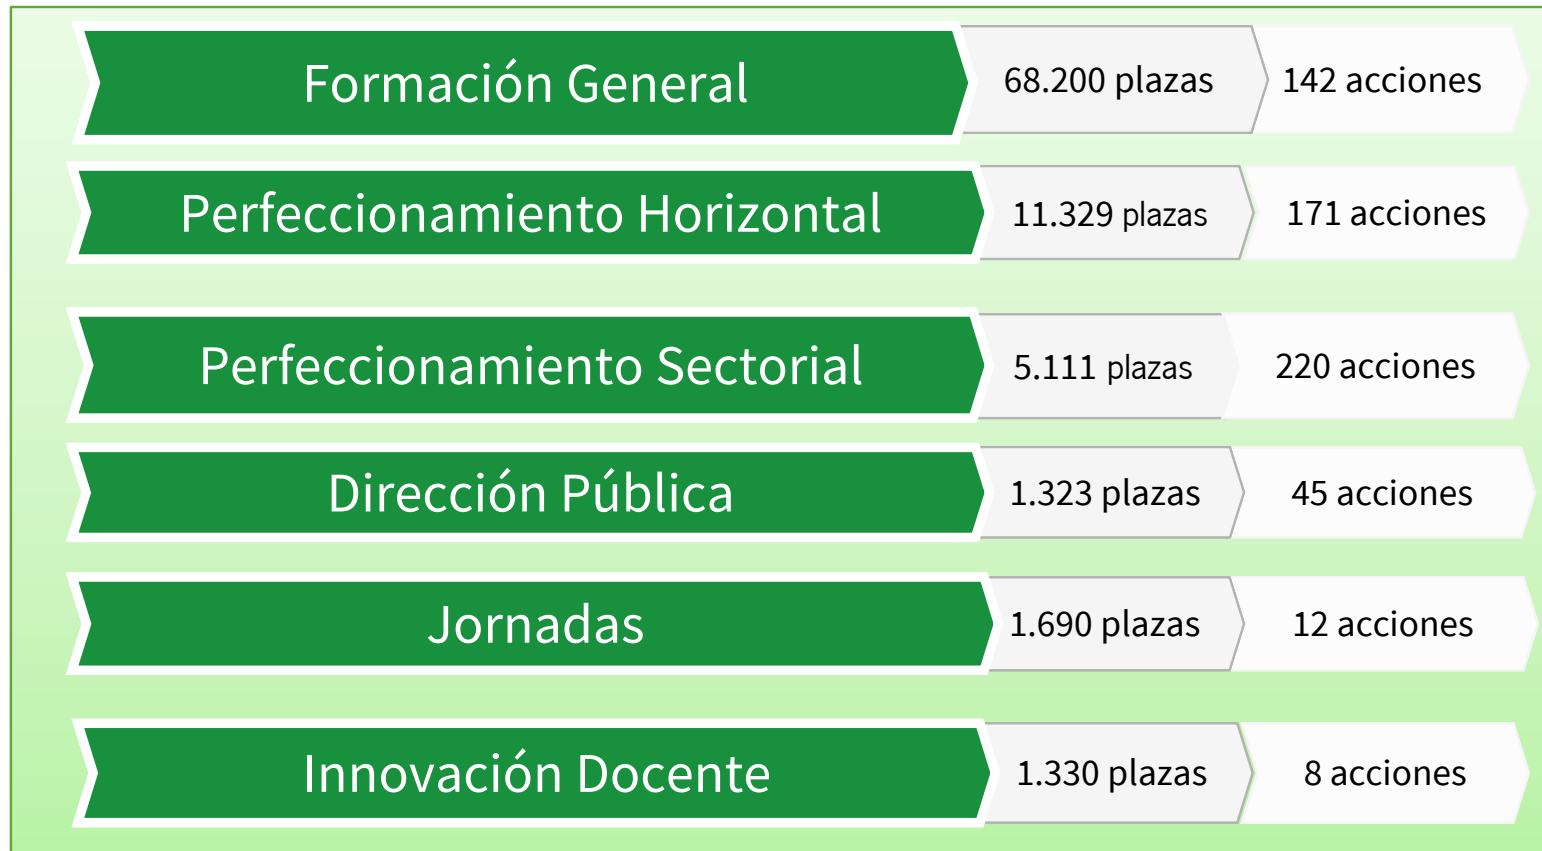 Formación General 68.200 plazas 142 acciones
Perfeccionamiento Horizontal 11.329 plazas 171 acciones
Perfeccionamiento Sectorial 5.111 plazas 220 acciones
Dirección Pública 1.323 plazas 45 acciones
Jornadas 1.690 plazas 12 acciones
Innovación Docente 1.330 plazas 8 acciones